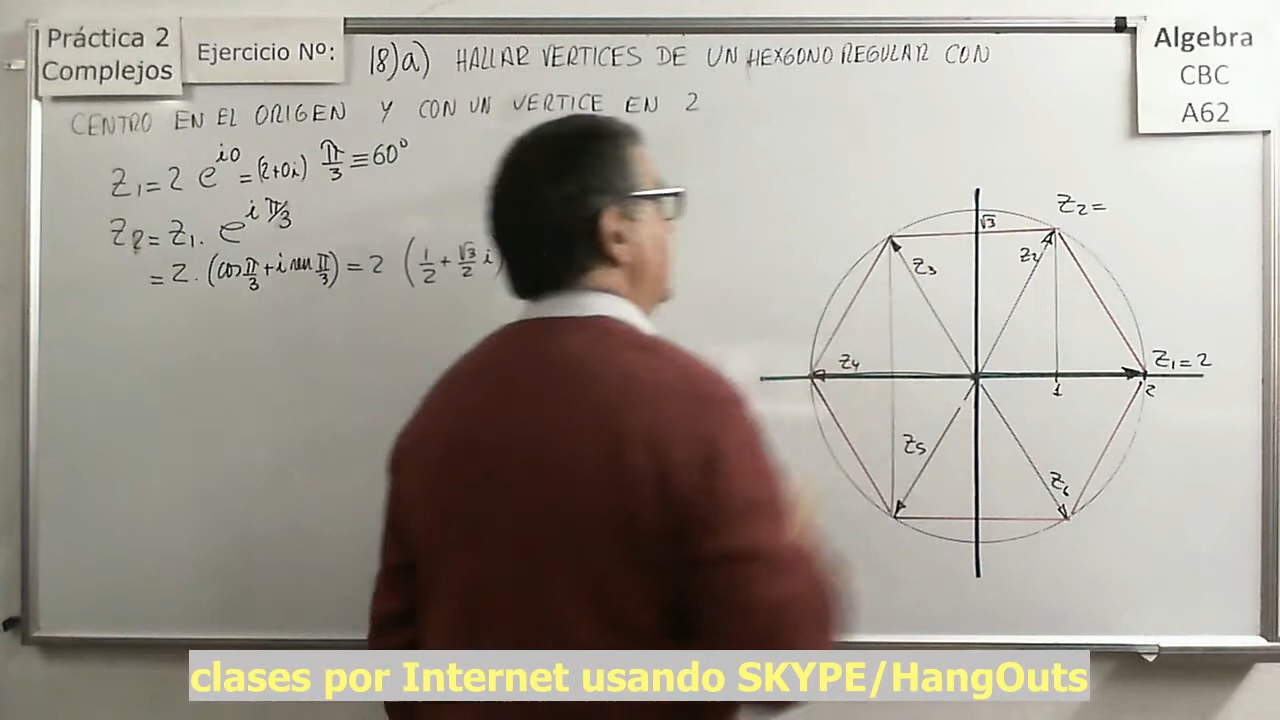 Práctica 2
Complejos
Ejercicio Nº:
18)a) HALLAR VERTICES DE UN HEXGONO REGULAR CON
CENTRO EN EL ORIGEN Y CON UN VERTICE EN 2
Algebra
CBC
A62
Z₁ = 2 e^{i0} = (2+0i) π/3 ≡ 60°
Z₂ = Z₁ . e^{i π/3}
= 2 . (cos π/3 + i sen π/3) = 2 (1/2 + √3/2 i)
√3
Z₂ =
Z₃
Z₂
Z₄
Z₁ = 2
1
2
Z₅
Z₆
clases por Internet usando SKYPE/HangOuts